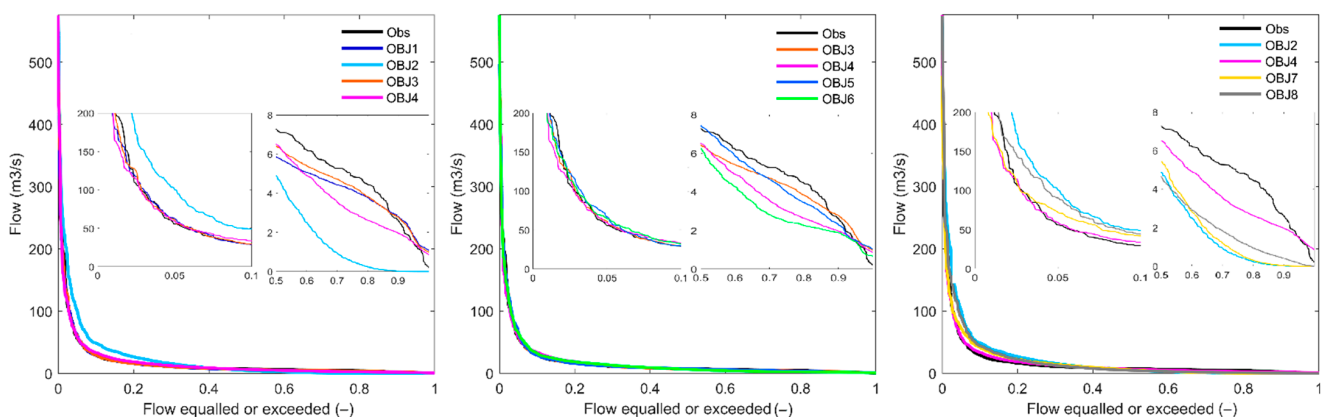 500
400
300
200
100
0
Flow (m3/s)
Obs
OBJ1
OBJ2
OBJ3
OBJ4
200
150
100
50
0
0
0.05
0.1
8
6
4
2
0
0.5 0.6 0.7 0.8 0.9
0 0.2 0.4 0.6 0.8 1
Flow equalled or exceeded (–)
500
400
300
200
100
0
Flow (m3/s)
Obs
OBJ3
OBJ4
OBJ5
OBJ6
200
150
100
50
0
0
0.05
0.1
8
6
4
2
0
0.5 0.6 0.7 0.8 0.9
0 0.2 0.4 0.6 0.8 1
Flow equalled or exceeded (–)
500
400
300
200
100
0
Flow (m3/s)
Obs
OBJ2
OBJ4
OBJ7
OBJ8
200
150
100
50
0
0
0.05
0.1
8
6
4
2
0
0.5 0.6 0.7 0.8 0.9
0 0.2 0.4 0.6 0.8 1
Flow equalled or exceeded (–)